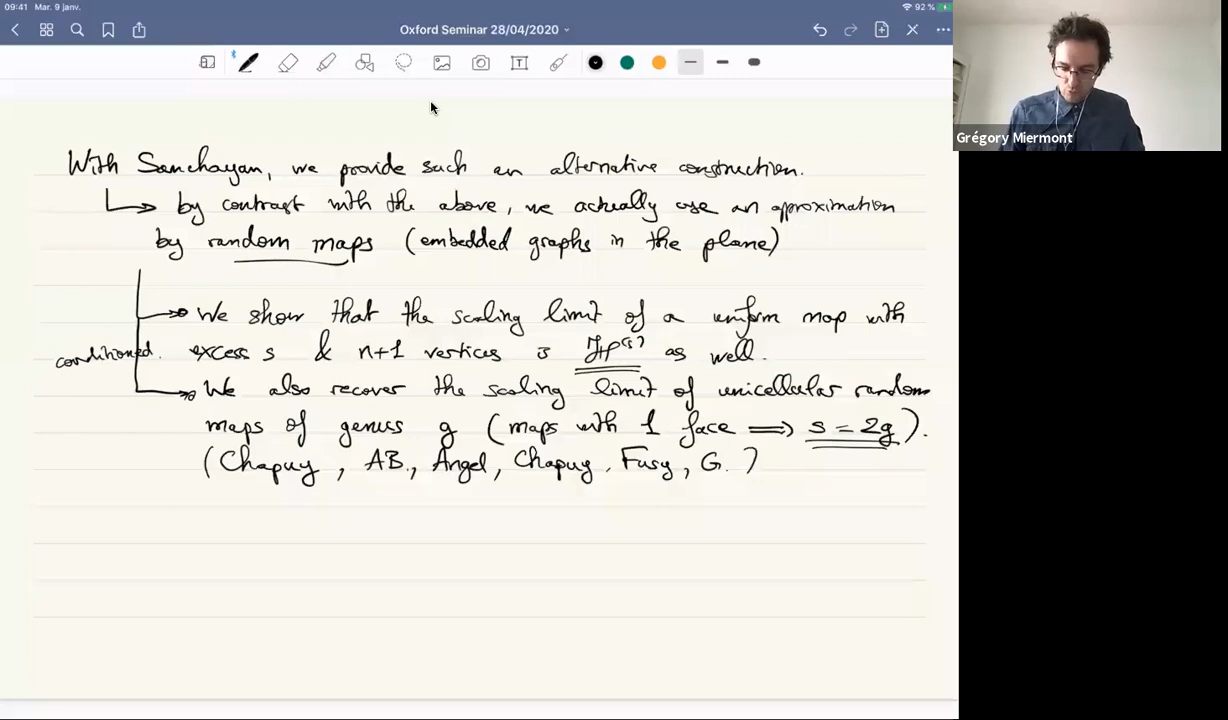 09:41 Mar. 9 janv.
92 %
Oxford Seminar 28/04/2020
Grégory Miermont
With Sanchayan, we provide such an alternative construction.
by contrast with the above, we actually use an approximation
by random maps (embedded graphs in the plane)
We show that the scaling limit of a uniform map with
conditioned. excess s & n+1 vertices is as well.
We also recover the scaling limit of unicellular random
maps of genus g (maps with 1 face ⟹ s = 2g).
(Chapuy, AB., Angel, Chapuy, Fusy, G. )